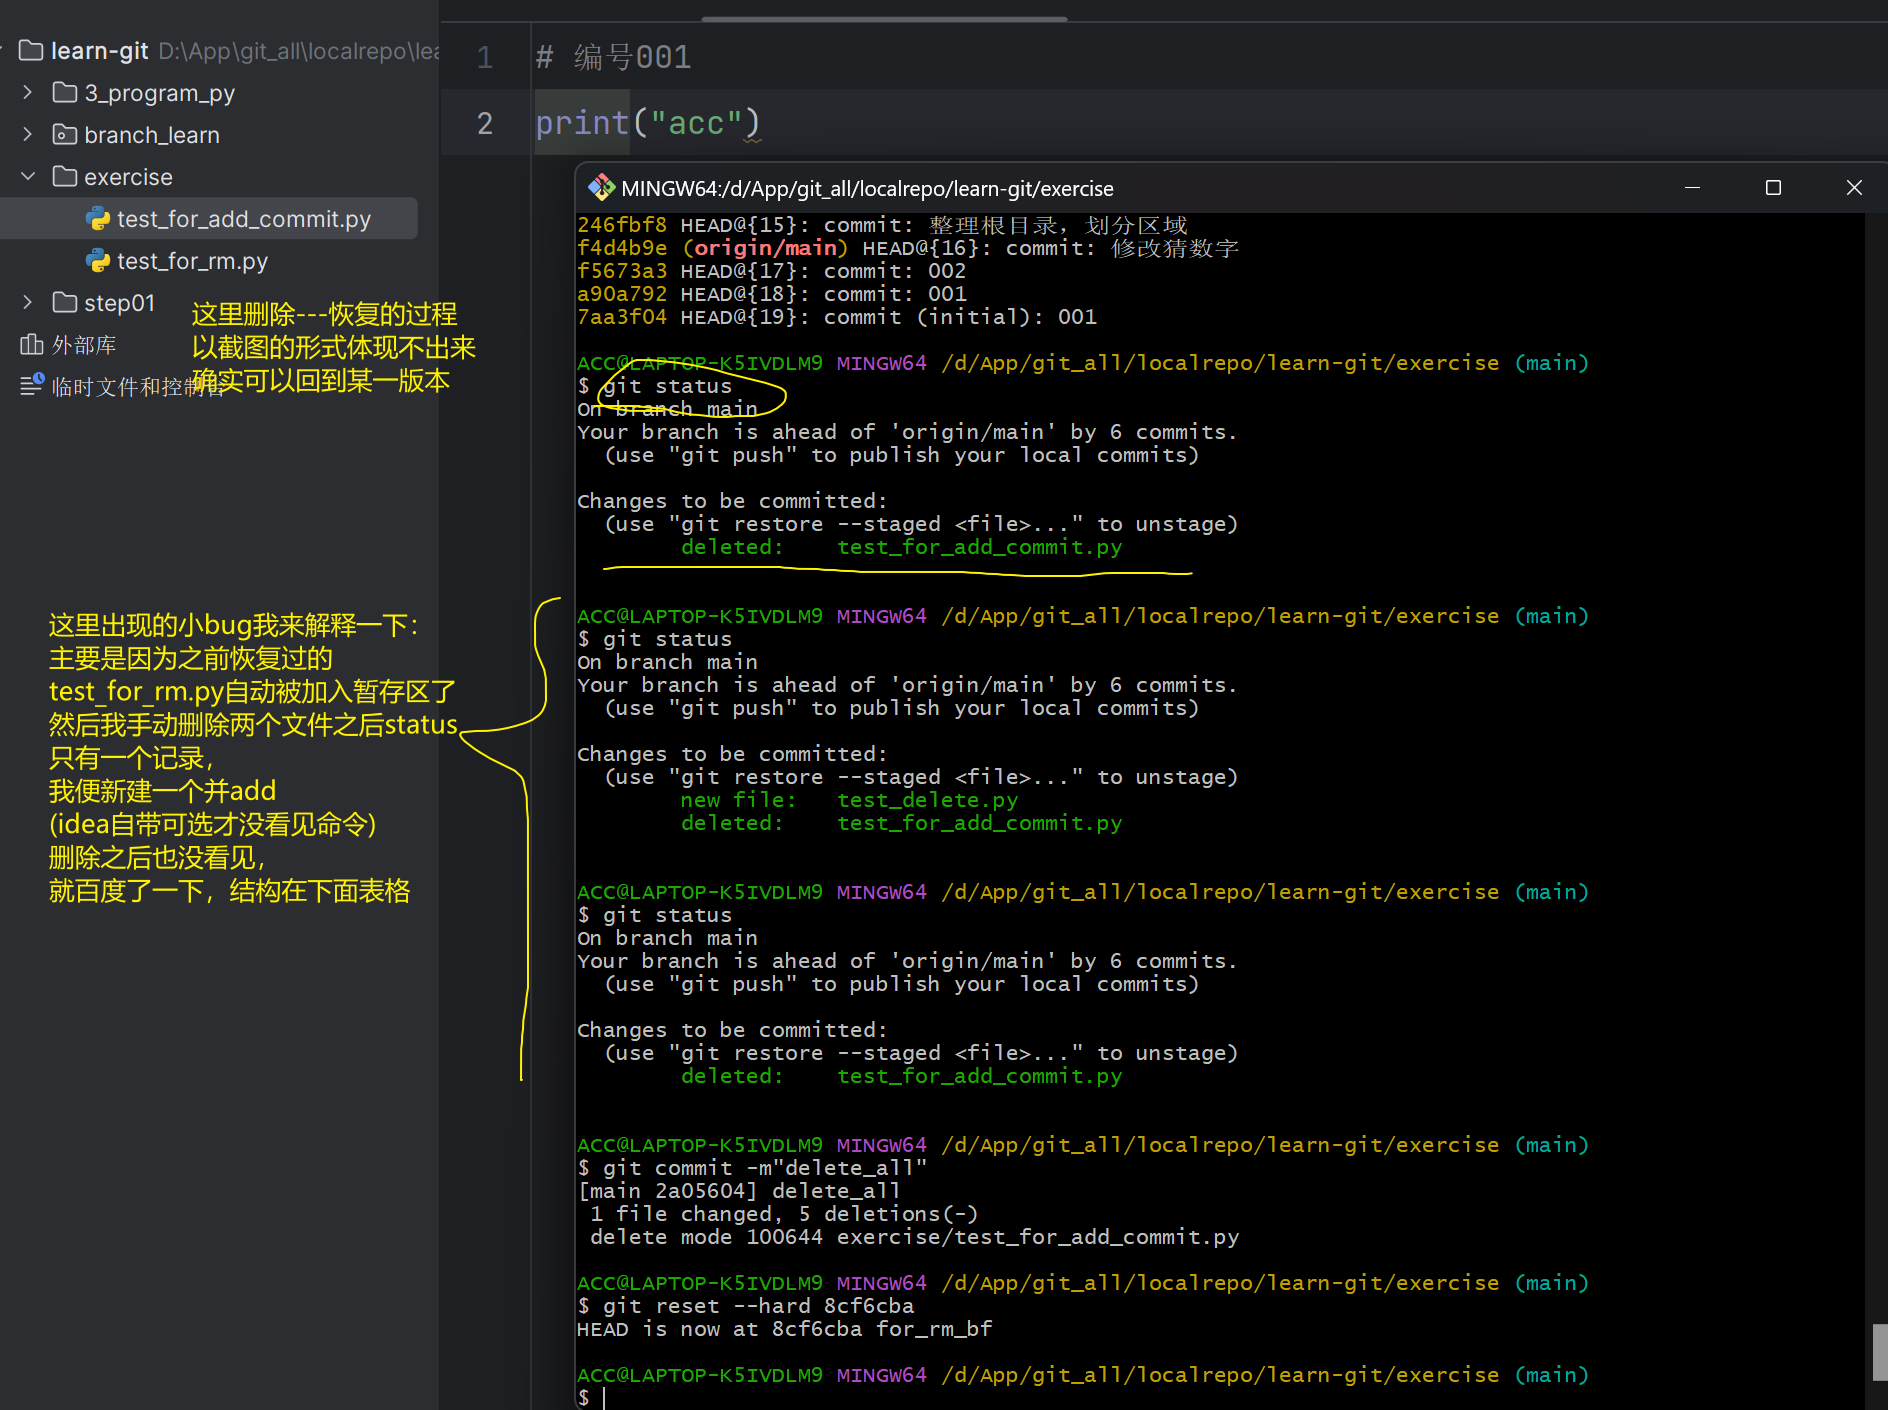 learn-git D:\App\git_all\localrepo\lea
3_program_py
branch_learn
exercise
test_for_add_commit.py
test_for_rm.py
step01
外部库
临时文件和控制台
这里删除---恢复的过程
以截图的形式体现不出来
确实可以回到某一版本
这里出现的小bug我来解释一下：
主要是因为之前恢复过的
test_for_rm.py自动被加入暂存区了
然后我手动删除两个文件之后status
只有一个记录，
我便新建一个并add
(idea自带可选才没看见命令)
删除之后也没看见，
就百度了一下，结构在下面表格
1 # 编号001
2 print("acc")
MINGW64:/d/App/git_all/localrepo/learn-git/exercise
246fbf8 HEAD@{15}: commit: 整理根目录，划分区域
f4d4b9e (origin/main) HEAD@{16}: commit: 修改猜数字
f5673a3 HEAD@{17}: commit: 002
a90a792 HEAD@{18}: commit: 001
7aa3f04 HEAD@{19}: commit (initial): 001
ACC@LAPTOP-K5IVDLM9 MINGW64 /d/App/git_all/localrepo/learn-git/exercise (main)
$ git status
On branch main
Your branch is ahead of 'origin/main' by 6 commits.
(use "git push" to publish your local commits)
Changes to be committed:
(use "git restore --staged <file>..." to unstage)
deleted: test_for_add_commit.py
ACC@LAPTOP-K5IVDLM9 MINGW64 /d/App/git_all/localrepo/learn-git/exercise (main)
$ git status
On branch main
Your branch is ahead of 'origin/main' by 6 commits.
(use "git push" to publish your local commits)
Changes to be committed:
(use "git restore --staged <file>..." to unstage)
new file: test_delete.py
deleted: test_for_add_commit.py
ACC@LAPTOP-K5IVDLM9 MINGW64 /d/App/git_all/localrepo/learn-git/exercise (main)
$ git status
On branch main
Your branch is ahead of 'origin/main' by 6 commits.
(use "git push" to publish your local commits)
Changes to be committed:
(use "git restore --staged <file>..." to unstage)
deleted: test_for_add_commit.py
ACC@LAPTOP-K5IVDLM9 MINGW64 /d/App/git_all/localrepo/learn-git/exercise (main)
$ git commit -m"delete_all"
[main 2a05604] delete_all
1 file changed, 5 deletions(-)
delete mode 100644 exercise/test_for_add_commit.py
ACC@LAPTOP-K5IVDLM9 MINGW64 /d/App/git_all/localrepo/learn-git/exercise (main)
$ git reset --hard 8cf6cba
HEAD is now at 8cf6cba for_rm_bf
ACC@LAPTOP-K5IVDLM9 MINGW64 /d/App/git_all/localrepo/learn-git/exercise (main)
$